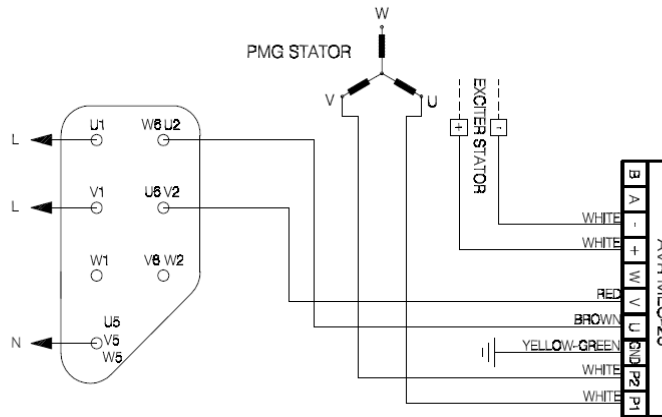 W
PMG STATOR
V
U
EXCITER STATOR
+
-
L
U1
W6 U2
L
V1
U6 V2
W1
V6 W2
N
U5
V5
W5
WHITE
WHITE
RED
BROWN
YELLOW-GREEN
WHITE
WHITE
B
A
-
+
W
V
U
GND
P2
P1